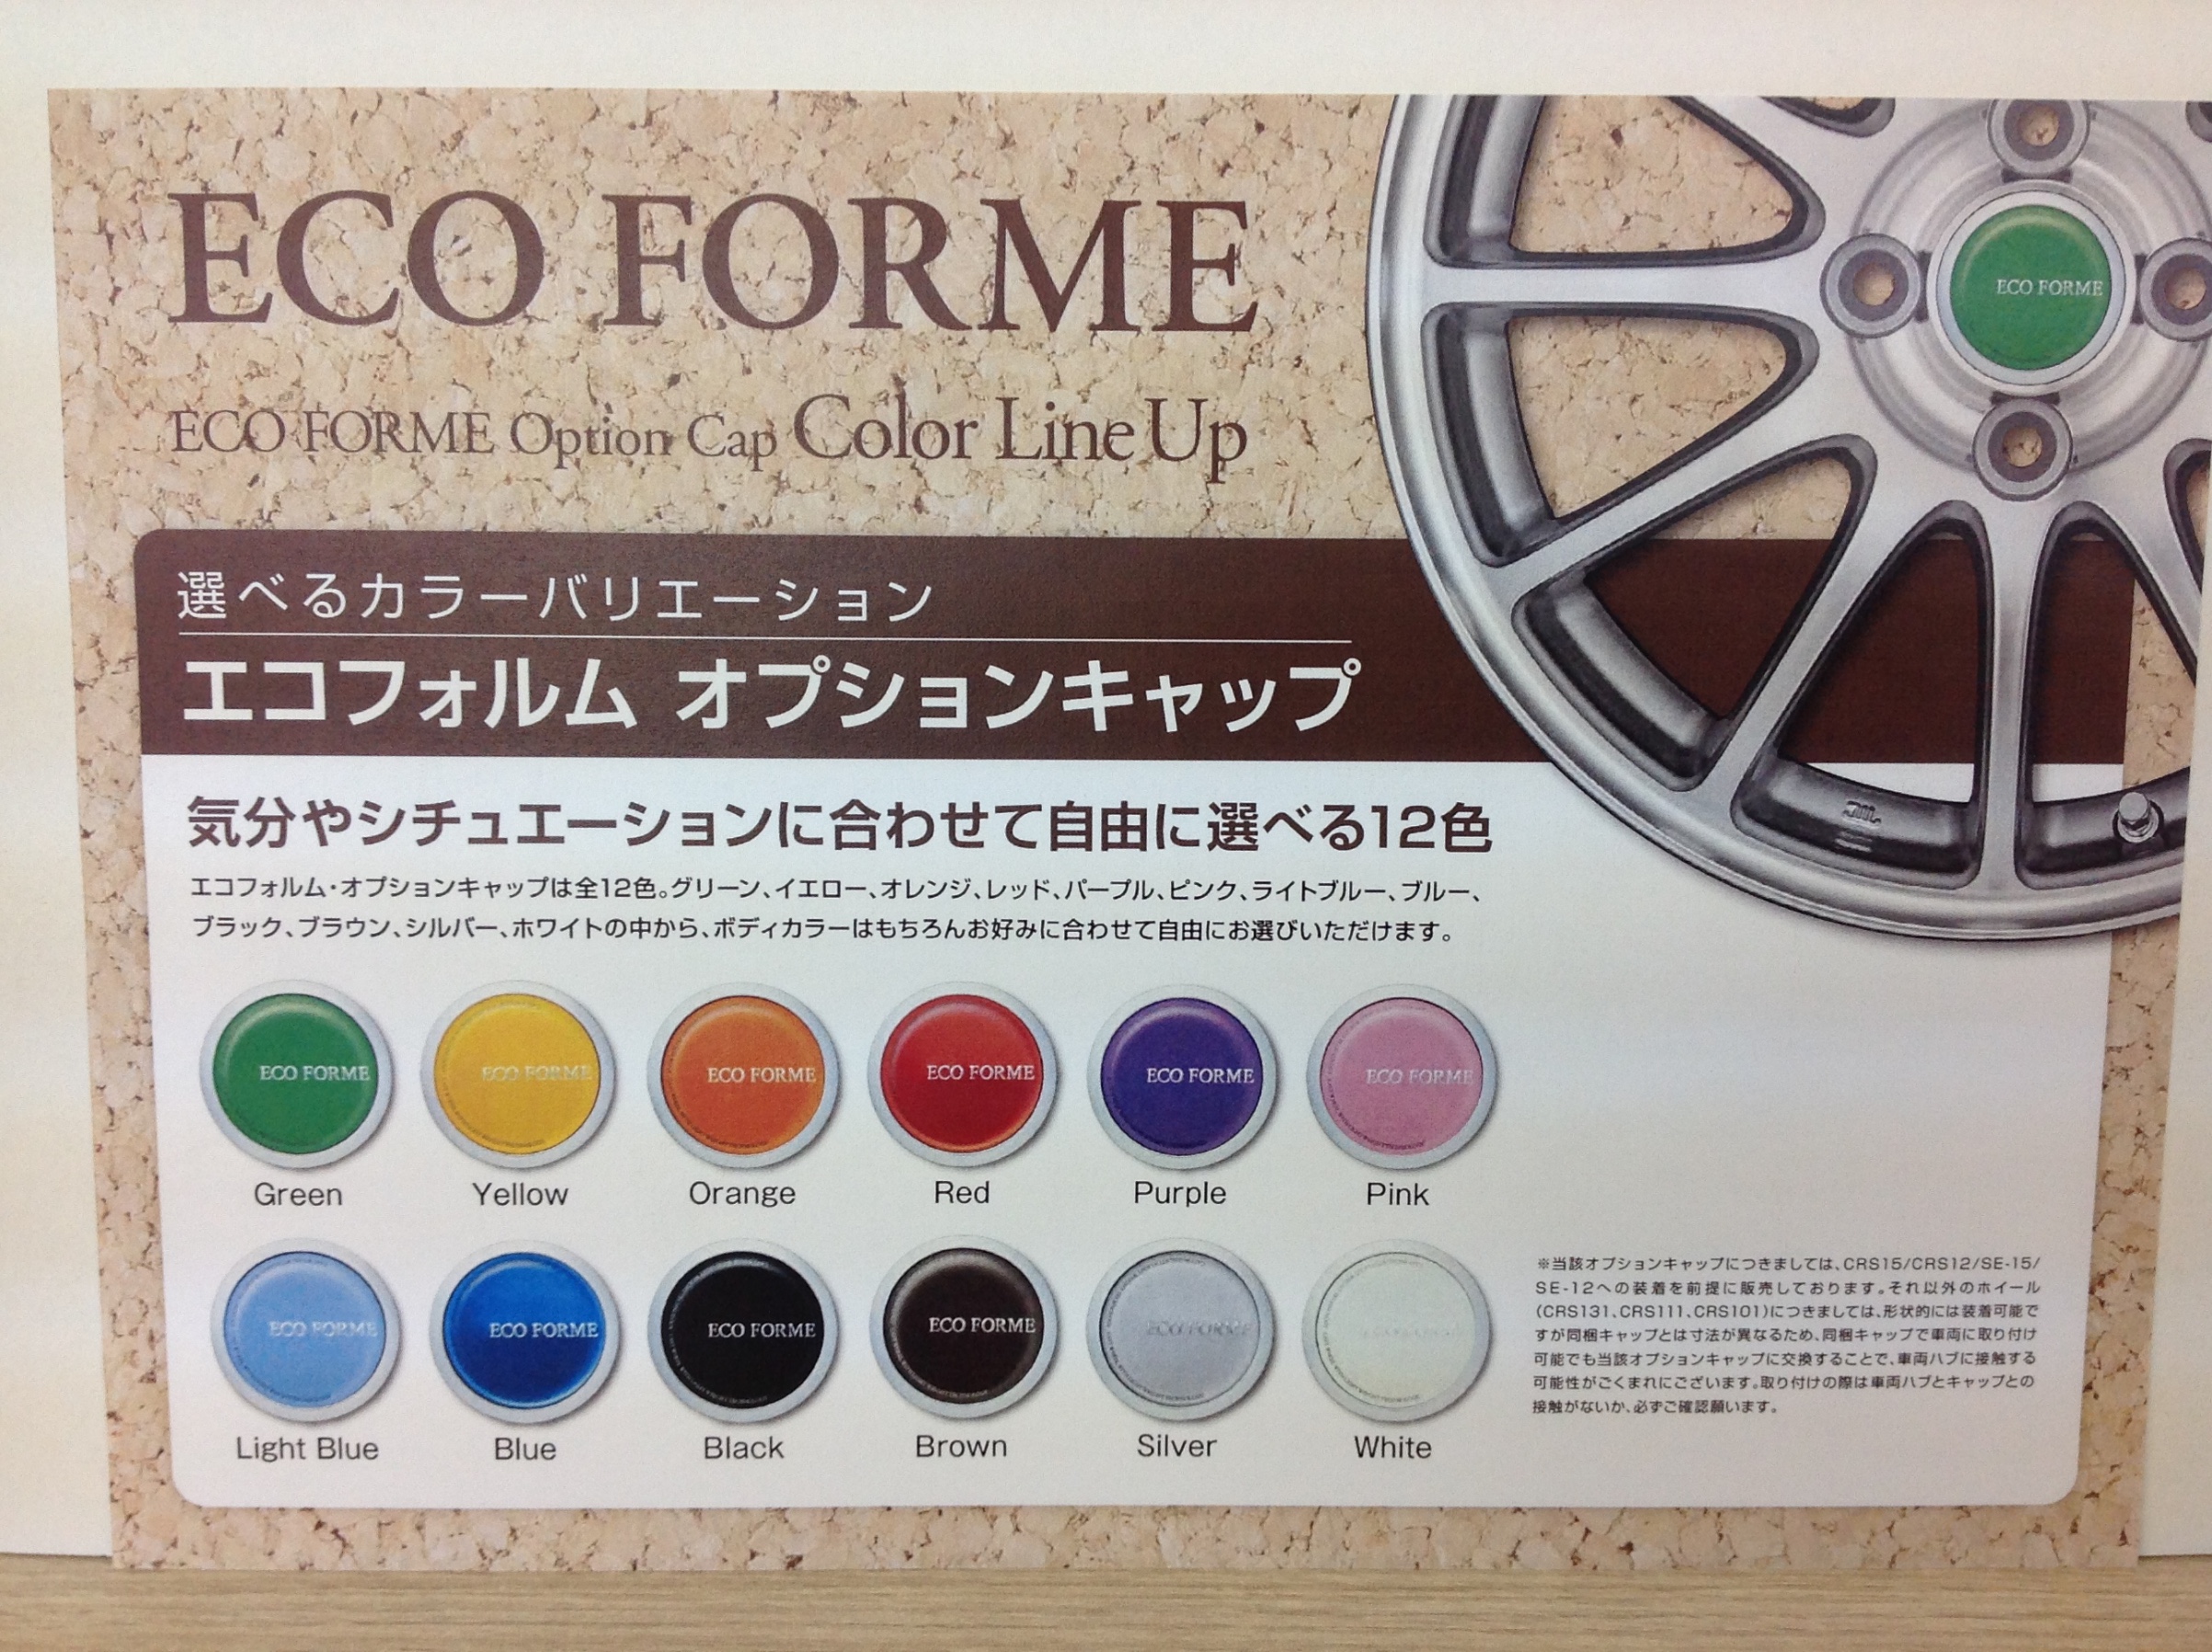 ECO FORME
ECO FORME
ECO FORME Option Cap Color Line Up
選べるカラーバリエーション
エコフォルム オプションキャップ
気分やシチュエーションに合わせて自由に選べる12色
エコフォルム・オプションキャップは全12色。グリーン、イエロー、オレンジ、レッド、パープル、ピンク、ライトブルー、ブルー、
ブラック、ブラウン、シルバー、ホワイトの中から、ボディカラーはもちろんお好みに合わせて自由にお選びいただけます。
ECO FORME
ECO FORME
ECO FORME
ECO FORME
ECO FORME
ECO FORME
Green
Yellow
Orange
Red
Purple
Pink
ECO FORME
ECO FORME
ECO FORME
ECO FORME
ECO FORME
ECO FORME
Light Blue
Blue
Black
Brown
Silver
White
※当該オプションキャップにつきましては、CRS15/CRS12/SE-15/
SE-12への装着を前提に販売しております。それ以外のホイール
(CRS131、CRS111、CRS101)につきましては、形状的には装着可能で
すが同梱キャップとは寸法が異なるため、同梱キャップで車両に取り付け
可能でも当該オプションキャップに交換することで、車両ハブに接触する
可能性がごくまれにございます。取り付けの際は車両ハブとキャップとの
接触がないか、必ずご確認願います。